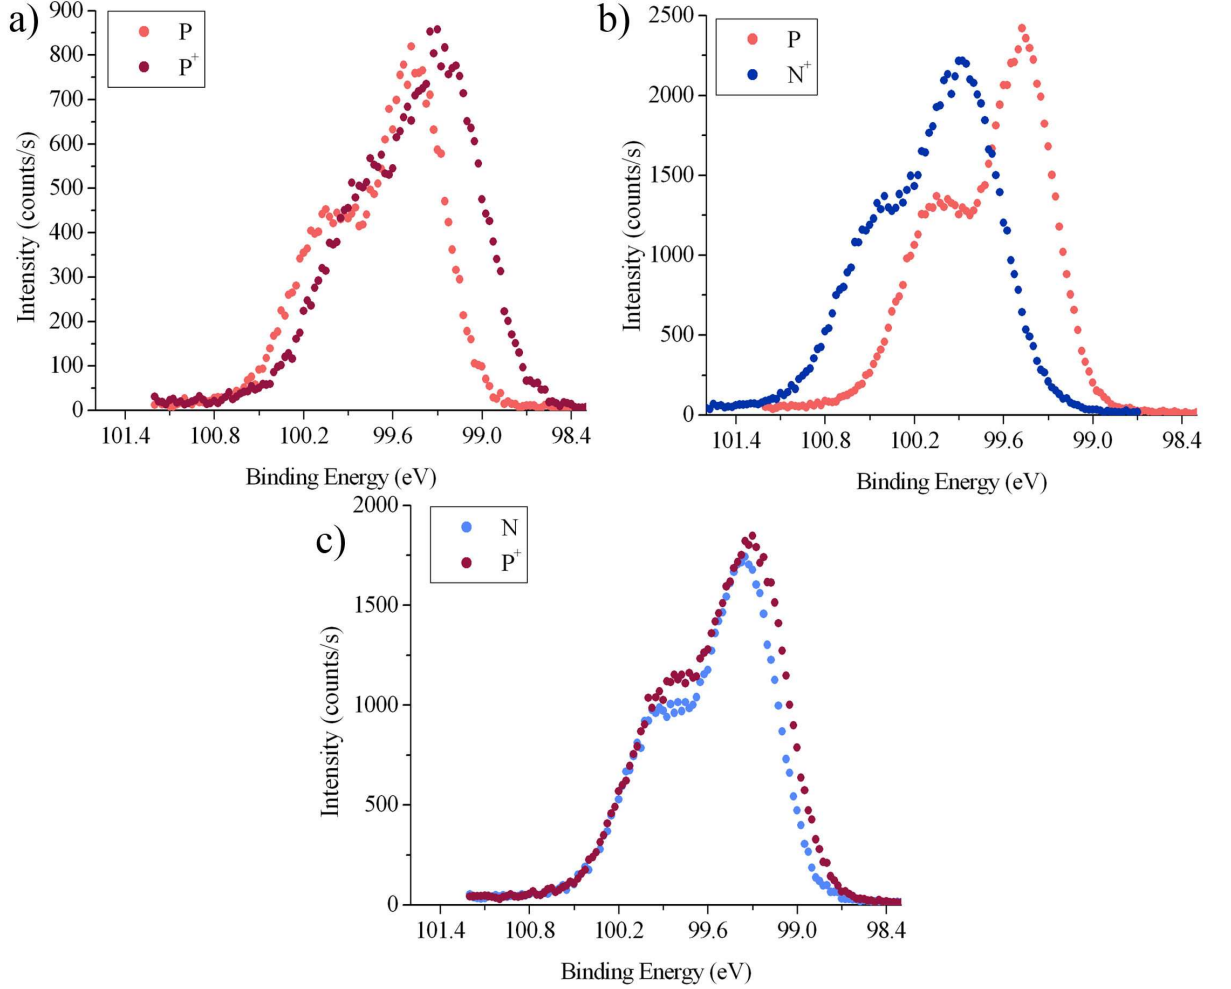 a)
P
P+
900
800
700
600
500
400
300
200
100
0
Intensity (counts/s)
101.4 100.8 100.2 99.6 99.0 98.4
Binding Energy (eV)
b)
P
N+
2500
2000
1500
1000
500
0
Intensity (counts/s)
101.4 100.8 100.2 99.6 99.0 98.4
Binding Energy (eV)
c)
N
P+
2000
1500
1000
500
0
Intensity (counts/s)
101.4 100.8 100.2 99.6 99.0 98.4
Binding Energy (eV)